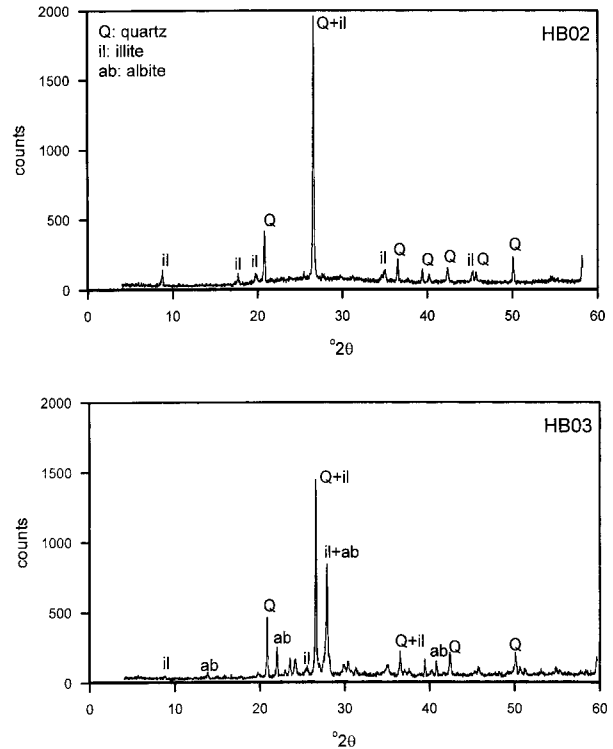 2000
Q: quartz
il: illite
ab: albite
Q+il
HB02
1500
counts
1000
500
Q
il
il
il
il
Q
Q
Q
il
Q
Q
0
0
10
20
30
40
50
60
°2θ
2000
HB03
1500
Q+il
counts
1000
il+ab
500
Q
ab
il
ab
il
Q+il
ab
Q
Q
0
0
10
20
30
40
50
60
°2θ